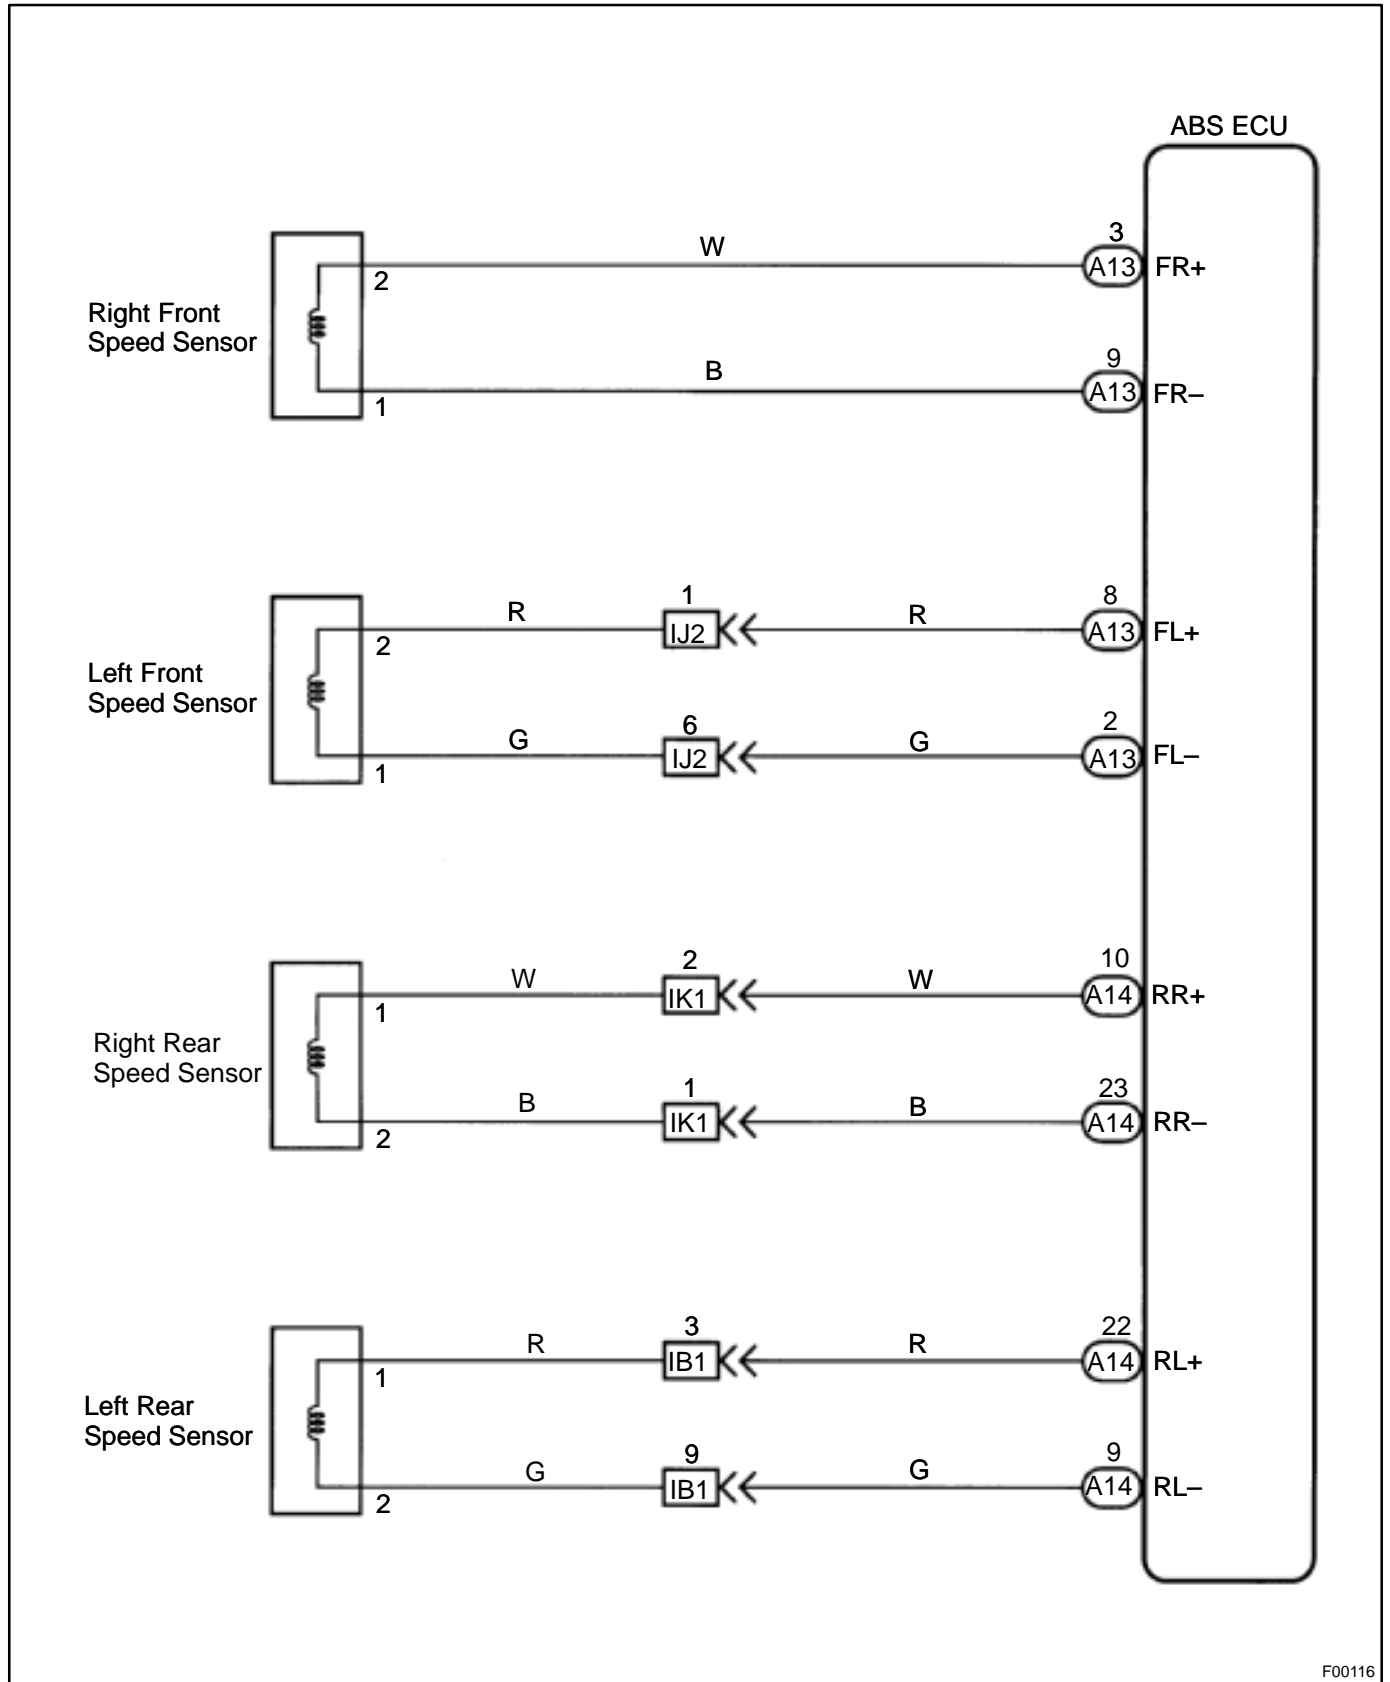 ABS ECU
3
W
A13 FR+
2
Right Front
Speed Sensor
9
B
A13 FR–
1
1
8
R
R
IJ2
A13 FL+
2
Left Front
Speed Sensor
6
2
G
G
IJ2
A13 FL–
1
2
10
W
W
IK1
A14 RR+
1
Right Rear
Speed Sensor
1
23
B
B
IK1
A14 RR–
2
3
22
R
R
IB1
A14 RL+
1
Left Rear
Speed Sensor
9
9
G
G
IB1
A14 RL–
2
F00116